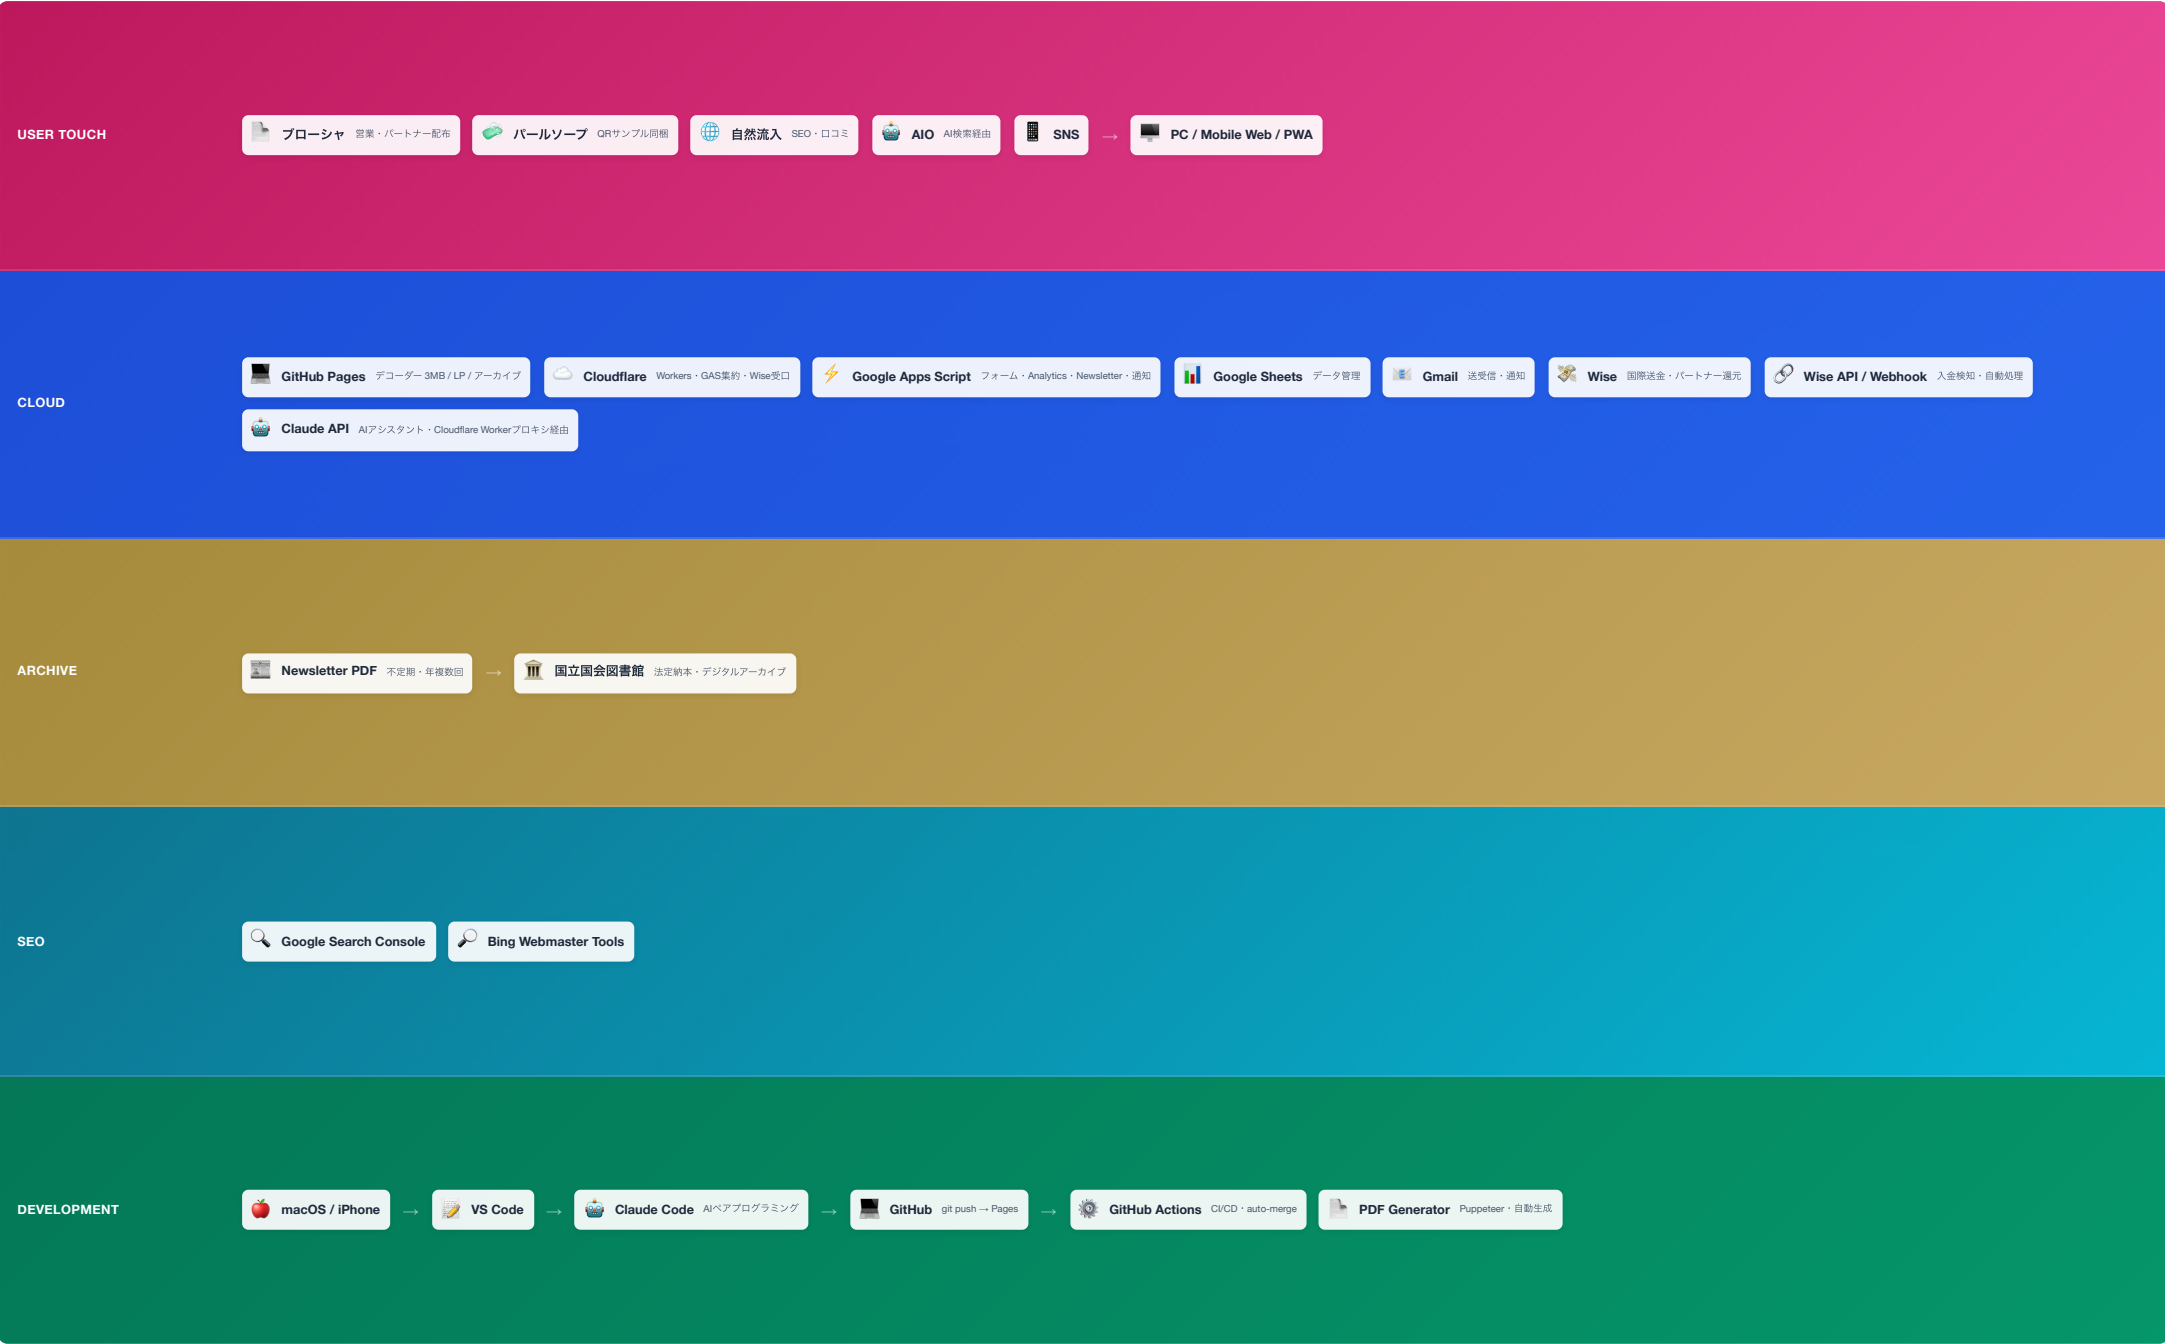 USER TOUCH
ブローシャ 営業・パートナー配布
パールソープ QRサンプル同梱
自然流入 SEO・口コミ
AIO AI検索経由
SNS
→
PC / Mobile Web / PWA
CLOUD
GitHub Pages デコーダー 3MB / LP / アーカイブ
Cloudflare Workers・GAS集約・Wise受口
Google Apps Script フォーム・Analytics・Newsletter・通知
Google Sheets データ管理
Gmail 送受信・通知
Wise 国際送金・パートナー還元
Wise API / Webhook 入金検知・自動処理
Claude API AIアシスタント・Cloudflare Workerプロキシ経由
ARCHIVE
Newsletter PDF 不定期・年複数回
→
国立国会図書館 法定納本・デジタルアーカイブ
SEO
Google Search Console
Bing Webmaster Tools
DEVELOPMENT
macOS / iPhone
→
VS Code
→
Claude Code AIペアプログラミング
→
GitHub git push → Pages
→
GitHub Actions CI/CD・auto-merge
PDF Generator Puppeteer・自動生成